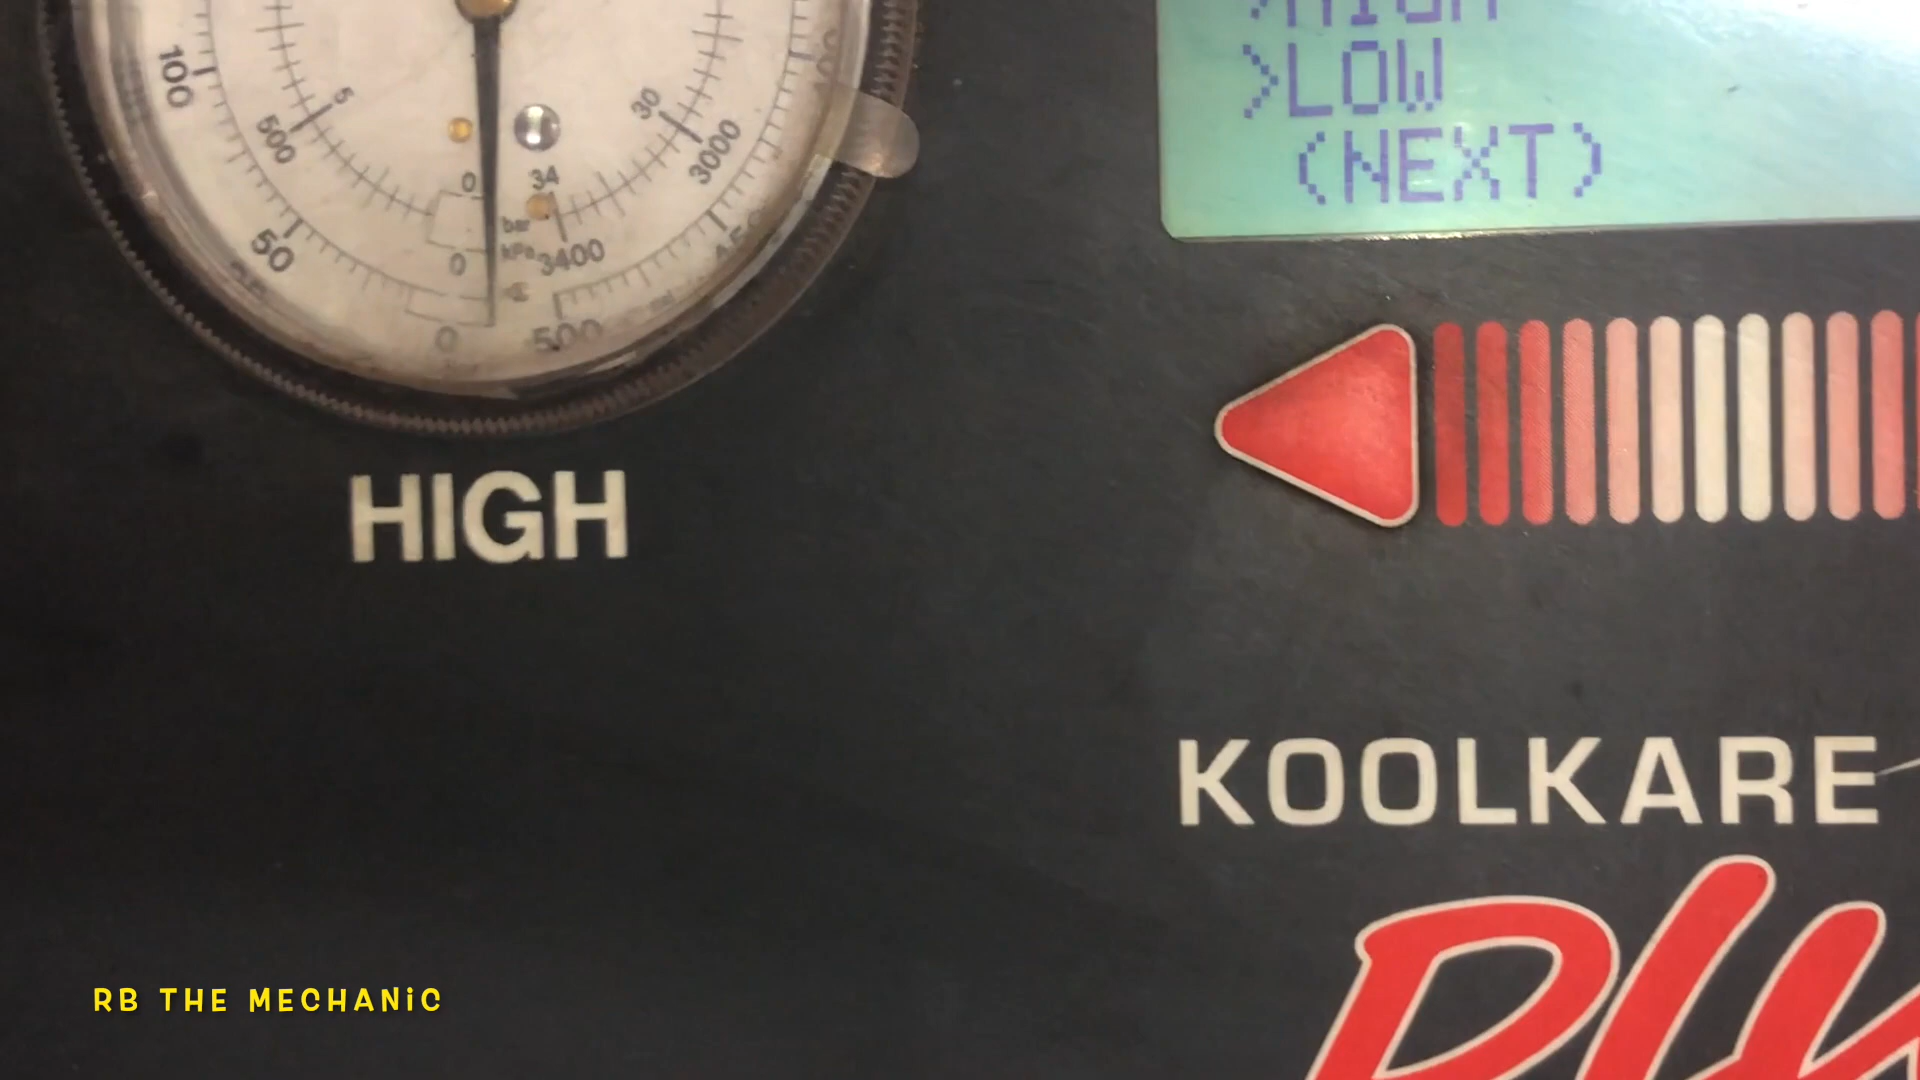 >HIGH
>LOW
(NEXT)
100
5
500
50
0
0
0
34
bar
kPa
3400
500
30
3000
HIGH
KOOLKARE
RB THE MECHANiC